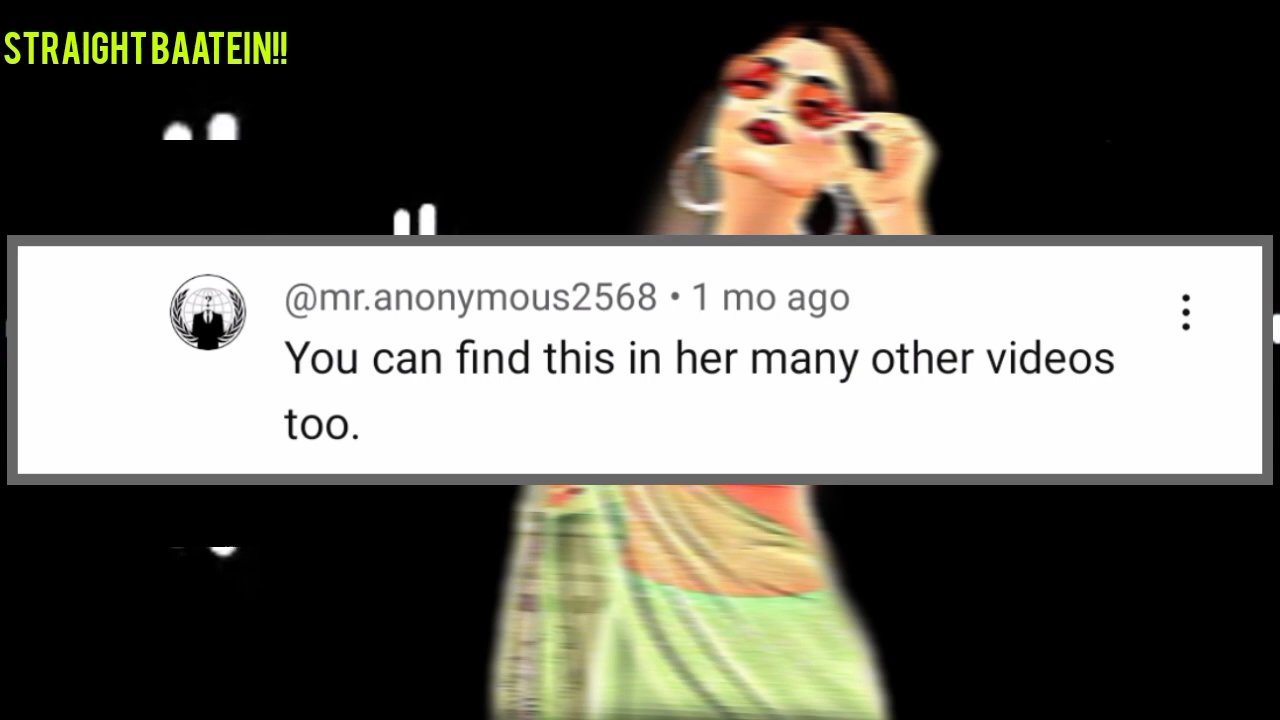 STRAIGHT BAATEIN!!
@mr.anonymous2568 • 1 mo ago
You can find this in her many other videos
too.